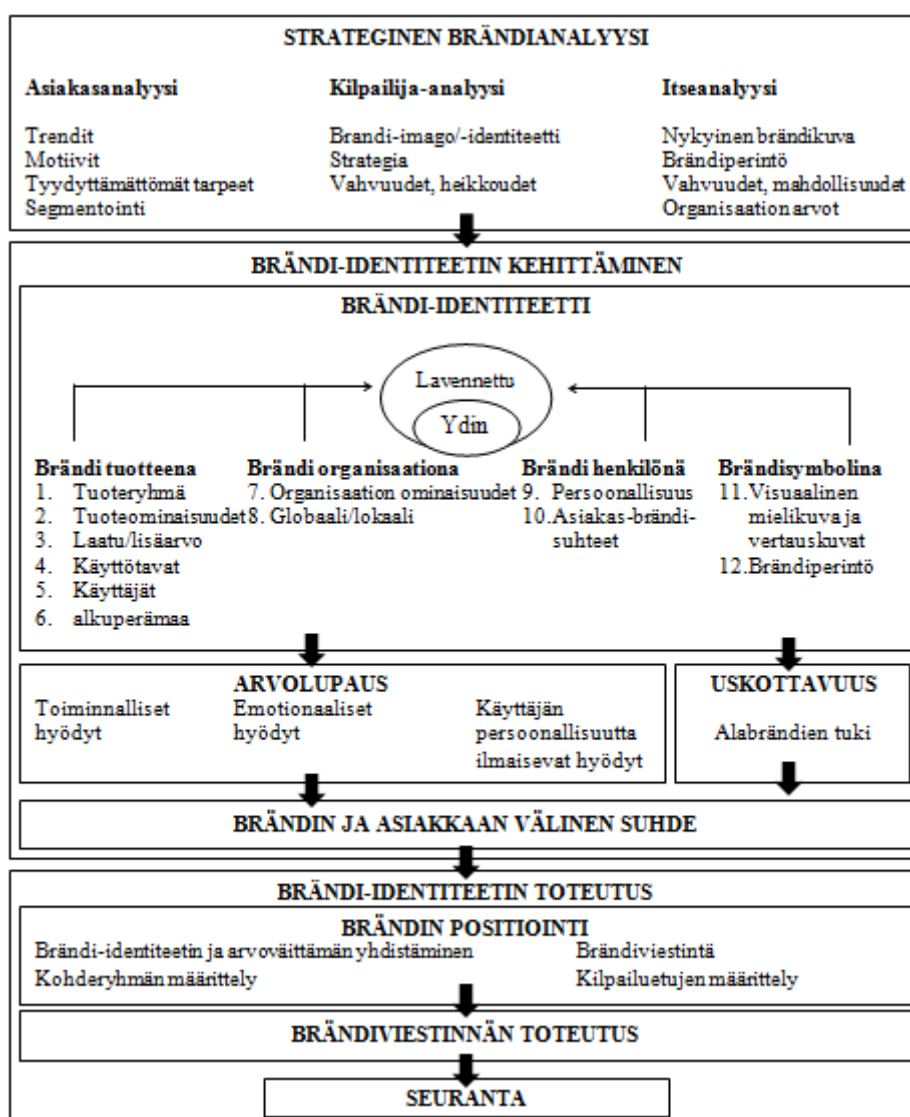 STRATEGINEN BRÄNDIANALYYSI
Asiakasanalyysi
Trendit
Motiivit
Tyydyttämättömät tarpeet
Segmentointi
Kilpailija-analyysi
Brandi-imago/-identiteetti
Strategia
Vahvuudet, heikkoudet
Itseanalyysi
Nykyinen brändikuva
Brändiperintö
Vahvuudet, mahdollisuudet
Organisaation arvot
BRÄNDI-IDENTITEETIN KEHITTÄMINEN
BRÄNDI-IDENTITEETTI
Lavennettu
Ydin
Brändi tuotteena
1. Tuoteryhmä
2. Tuoteominaisuudet
3. Laatu/lisäarvo
4. Käyttötavat
5. Käyttäjät
6. alkuperämaa
Brändi organisaationa
7. Organisaation ominaisuudet
8. Globaali/lokaali
Brändi henkilönä
9. Persoonallisuus
10. Asiakas-brändi-
suhteet
Brändisymbolina
11. Visuaalinen
mielikuva ja
vertauskuvat
12. Brändiperintö
ARVOLUPAUS
Toiminnalliset
hyödyt
Emotionaaliset
hyödyt
Käyttäjän
persoonallisuutta
ilmaisevat hyödyt
USKOTTAVUUS
Alabrändien tuki
BRÄNDIN JA ASIAKKAAN VÄLINEN SUHDE
BRÄNDI-IDENTITEETIN TOTEUTUS
BRÄNDIN POSITIOINTI
Brändi-identiteetin ja arvoväittämän yhdistäminen
Kohderyhmän määrittely
Brändiviestintä
Kilpailuetujen määrittely
BRÄNDIVIESTINNÄN TOTEUTUS
SEURANTA